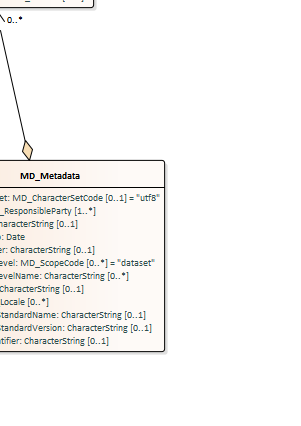 0..*
MD_Metadata
et: MD_CharacterSetCode [0..1] = "utf8"
_ResponsibleParty [1..*]
haracterString [0..1]
: Date
er: CharacterString [0..1]
evel: MD_ScopeCode [0..*] = "dataset"
evelName: CharacterString [0..*]
CharacterString [0..1]
Locale [0..*]
StandardName: CharacterString [0..1]
StandardVersion: CharacterString [0..1]
tifier: CharacterString [0..1]